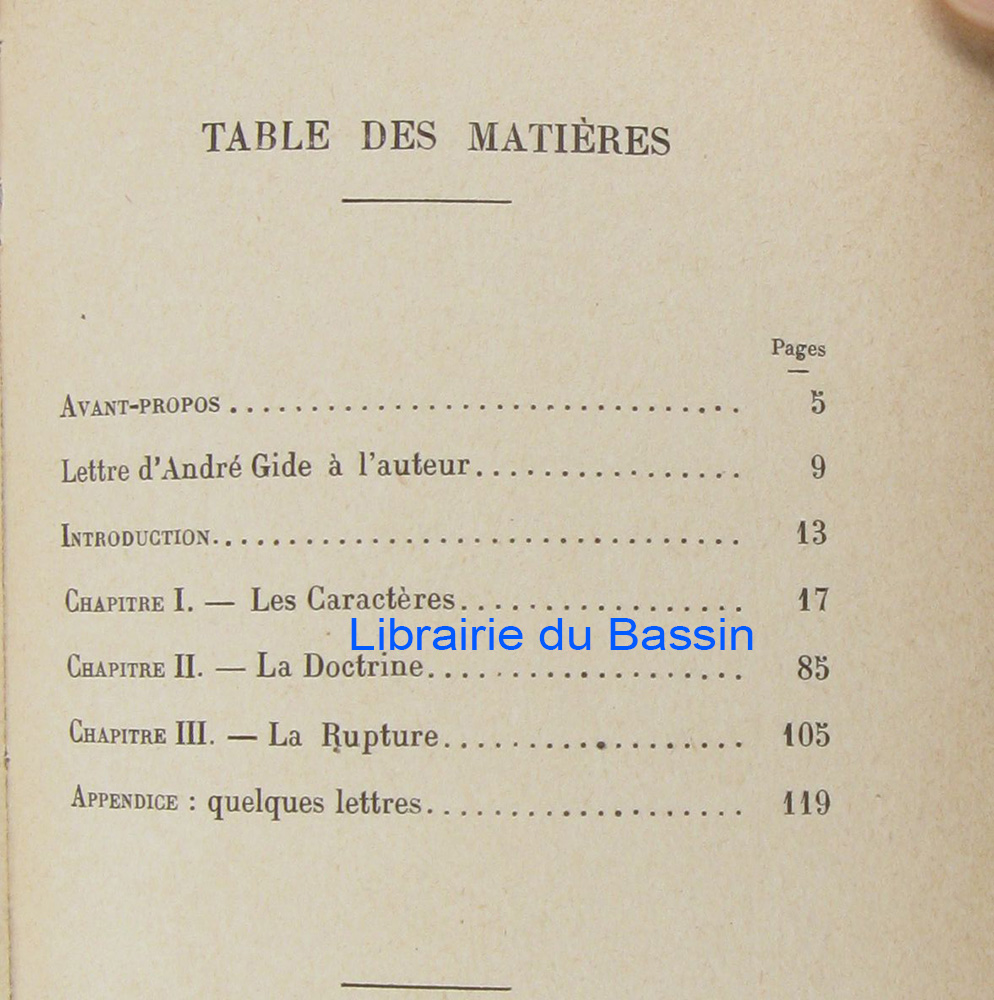 TABLE DES MATIÈRES
Pages
AVANT-PROPOS ............................... 5
Lettre d'André Gide à l'auteur................ 9
INTRODUCTION................................ 13
CHAPITRE I. — Les Caractères................. 17
Librairie du Bassin
CHAPITRE II. — La Doctrine................... 85
CHAPITRE III. — La Rupture.................. 105
APPENDICE : quelques lettres................... 119